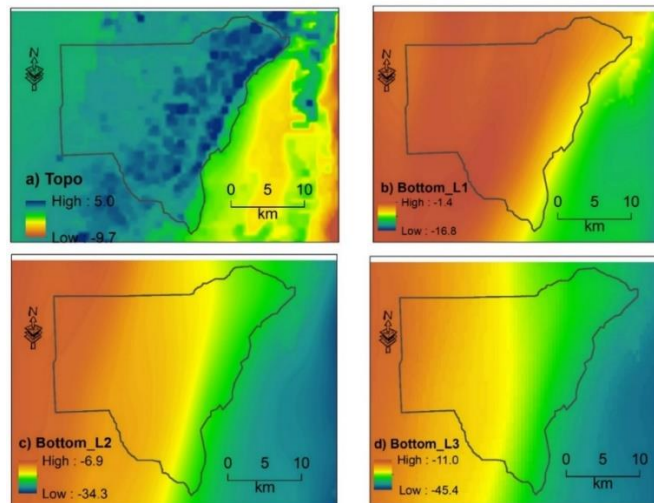 N
a) Topo
High : 5.0
Low : -9.7
0 5 10
km
N
b) Bottom_L1
High : -1.4
Low : -16.8
0 5 10
km
N
c) Bottom_L2
High : -6.9
Low : -34.3
0 5 10
km
N
d) Bottom_L3
High : -11.0
Low : -45.4
0 5 10
km